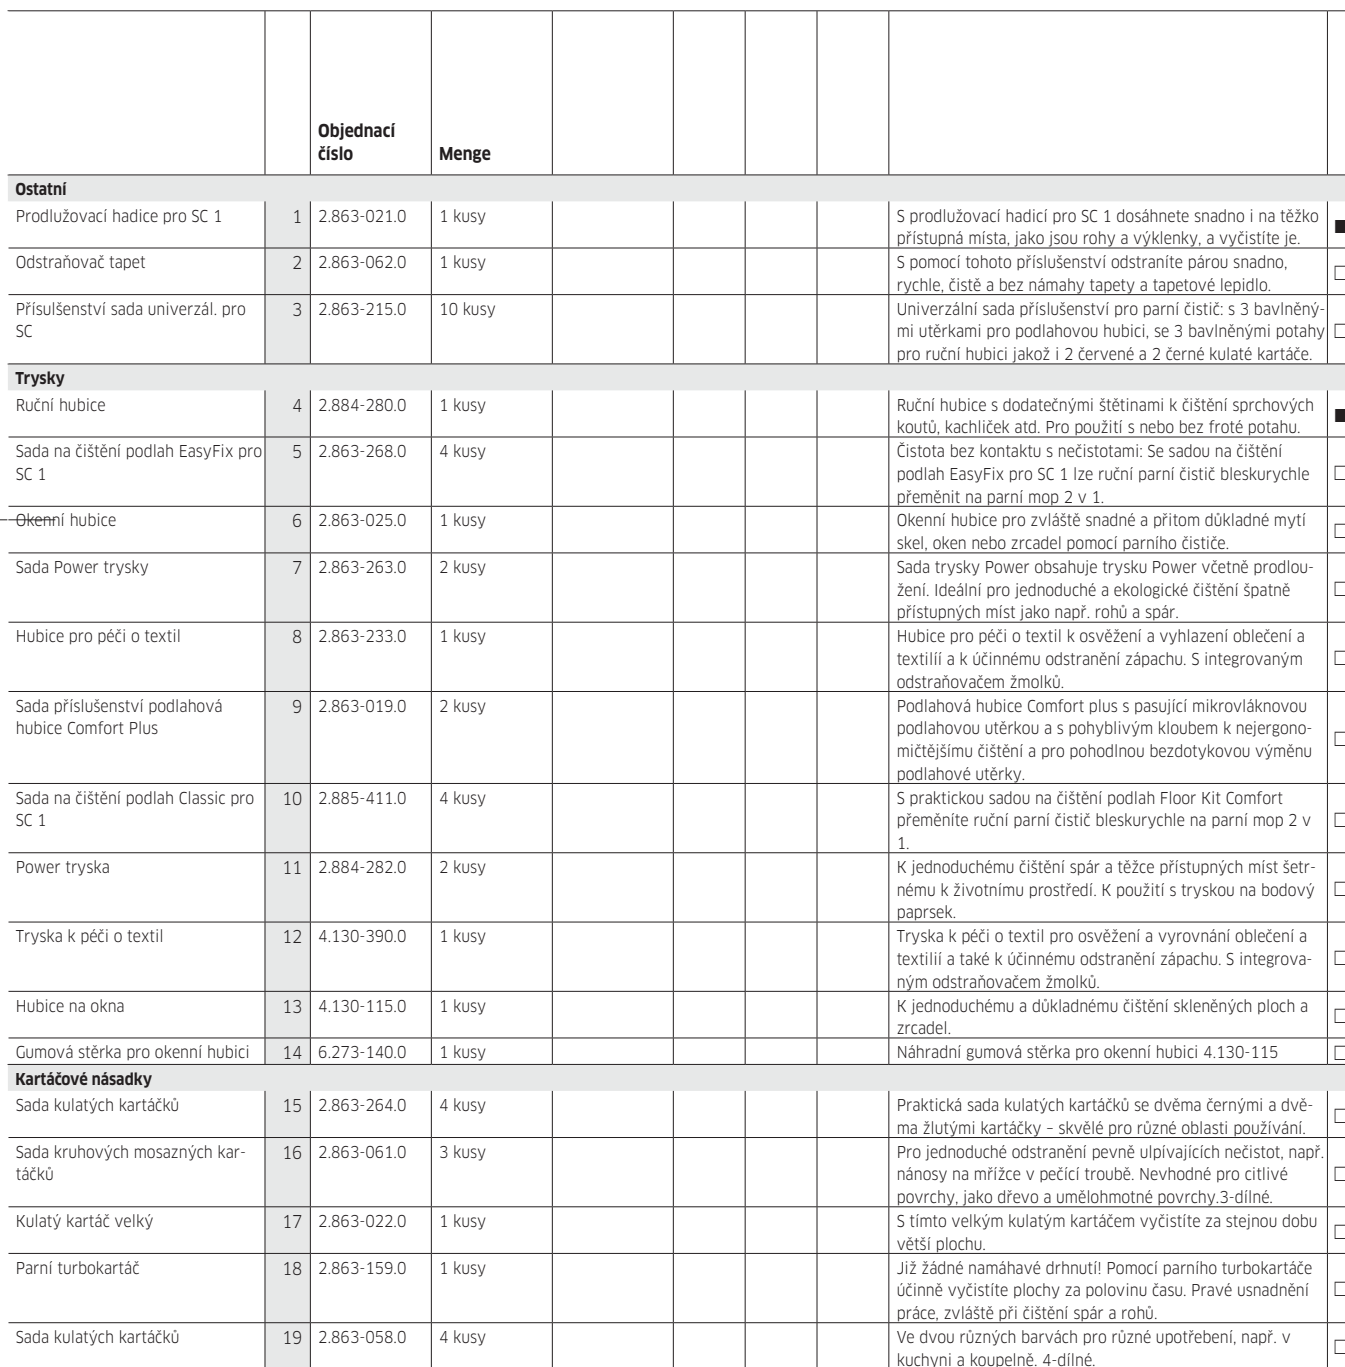 Objednací
číslo
Menge
Ostatní
Prodlužovací hadice pro SC 1 1 2.863-021.0 1 kusy S prodlužovací hadicí pro SC 1 dosáhnete snadno i na těžko
přístupná místa, jako jsou rohy a výklenky, a vyčistíte je.
Odstraňovač tapet 2 2.863-062.0 1 kusy S pomocí tohoto příslušenství odstraníte párou snadno,
rychle, čistě a bez námahy tapety a tapetové lepidlo.
Přísulšenství sada univerzál. pro 3 2.863-215.0 10 kusy Univerzální sada příslušenství pro parní čistič: s 3 bavlněný-
SC mi utěrkami pro podlahovou hubici, se 3 bavlněnými potahy
pro ruční hubici jakož i 2 červené a 2 černé kulaté kartáče.
Trysky
Ruční hubice 4 2.884-280.0 1 kusy Ruční hubice s dodatečnými štětinami k čištění sprchových
koutů, kachliček atd. Pro použití s nebo bez froté potahu.
Sada na čištění podlah EasyFix pro 5 2.863-268.0 4 kusy Čistota bez kontaktu s nečistotami: Se sadou na čištění
SC 1 podlah EasyFix pro SC 1 lze ruční parní čistič bleskurychle
přeměnit na parní mop 2 v 1.
Okenní hubice 6 2.863-025.0 1 kusy Okenní hubice pro zvláště snadné a přitom důkladné mytí
skel, oken nebo zrcadel pomocí parního čističe.
Sada Power trysky 7 2.863-263.0 2 kusy Sada trysky Power obsahuje trysku Power včetně prodlou-
žení. Ideální pro jednoduché a ekologické čištění špatně
přístupných míst jako např. rohů a spár.
Hubice pro péči o textil 8 2.863-233.0 1 kusy Hubice pro péči o textil k osvěžení a vyhlazení oblečení a
textilíí a k účinnému odstranění zápachu. S integrovaným
odstraňovačem žmolků.
Sada příslušenství podlahová 9 2.863-019.0 2 kusy Podlahová hubice Comfort plus s pasující mikrovláknovou
hubice Comfort Plus podlahovou utěrkou a s pohyblivým kloubem k nejergono-
mičtějšímu čištění a pro pohodlnou bezdotykovou výměnu
podlahové utěrky.
Sada na čištění podlah Classic pro 10 2.885-411.0 4 kusy S praktickou sadou na čištění podlah Floor Kit Comfort
SC 1 přeměníte ruční parní čistič bleskurychle na parní mop 2 v
1.
Power tryska 11 2.884-282.0 2 kusy K jednoduchému čištění spár a těžce přístupných míst šetr-
nému k životnímu prostředí. K použití s tryskou na bodový
paprsek.
Tryska k péči o textil 12 4.130-390.0 1 kusy Tryska k péči o textil pro osvěžení a vyrovnání oblečení a
textilií a také k účinnému odstranění zápachu. S integrova-
ným odstraňovačem žmolků.
Hubice na okna 13 4.130-115.0 1 kusy K jednoduchému a důkladnému čištění skleněných ploch a
zrcadel.
Gumová stěrka pro okenní hubici 14 6.273-140.0 1 kusy Náhradní gumová stěrka pro okenní hubici 4.130-115
Kartáčové násadky
Sada kulatých kartáčků 15 2.863-264.0 4 kusy Praktická sada kulatých kartáčků se dvěma černými a dvě-
ma žlutými kartáčky – skvělé pro různé oblasti používání.
Sada kruhových mosazných kar- 16 2.863-061.0 3 kusy Pro jednoduché odstranění pevně ulpívajících nečistot, např.
táčků nánosy na mřížce v pečící troubě. Nevhodné pro citlivé
povrchy, jako dřevo a umělohmotné povrchy.3-dílné.
Kulatý kartáč velký 17 2.863-022.0 1 kusy S tímto velkým kulatým kartáčem vyčistíte za stejnou dobu
větší plochu.
Parní turbokartáč 18 2.863-159.0 1 kusy Již žádné namáhavé drhnutí! Pomocí parního turbokartáče
účinně vyčistíte plochy za polovinu času. Pravé usnadnění
práce, zvláště při čištění spár a rohů.
Sada kulatých kartáčků 19 2.863-058.0 4 kusy Ve dvou různých barvách pro různé upotřebení, např. v
kuchyni a koupelně. 4-dílné.